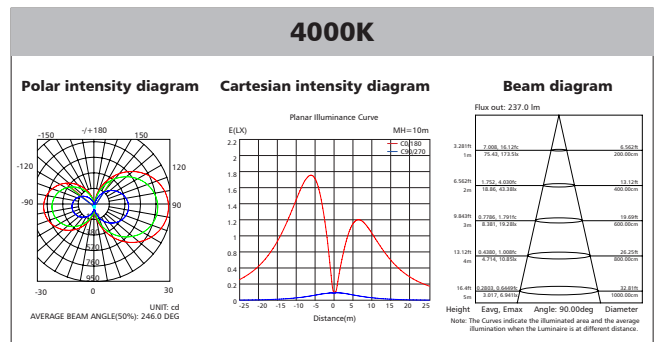 4000K
Polar intensity diagram
Cartesian intensity diagram
Beam diagram
-/+180
-150
150
-120
120
-90
90
380
570
760
950
-30
0
30
UNIT: cd
AVERAGE BEAM ANGLE(50%): 246.0 DEG
Planar Illuminance Curve
E(LX)
MH=10m
C0/180
C90/270
2.2
2
1.8
1.6
1.4
1.2
1
0.8
0.6
0.4
0.2
0
-25 -20 -15 -10 -5 0 5 10 15 20 25
Distance(m)
Flux out: 237.0 lm
3.281ft 7.008, 16.12fc 6.562ft
1m 75.43, 173.5lx 200.00cm
6.562ft 1.752, 4.030fc 13.12ft
2m 18.86, 43.38lx 400.00cm
9.843ft 0.7786, 1.791fc 19.69ft
3m 8.381, 19.28lx 600.00cm
13.12ft 0.4380, 1.008fc 26.25ft
4m 4.714, 10.85lx 800.00cm
16.4ft 0.2803, 0.6449fc 32.81ft
5m 3.017, 6.941lx 1000.00cm
Height Eavg, Emax Angle: 90.00deg Diameter
Note: The Curves indicate the illuminated area and the average
illumination when the Luminaire is at different distance.